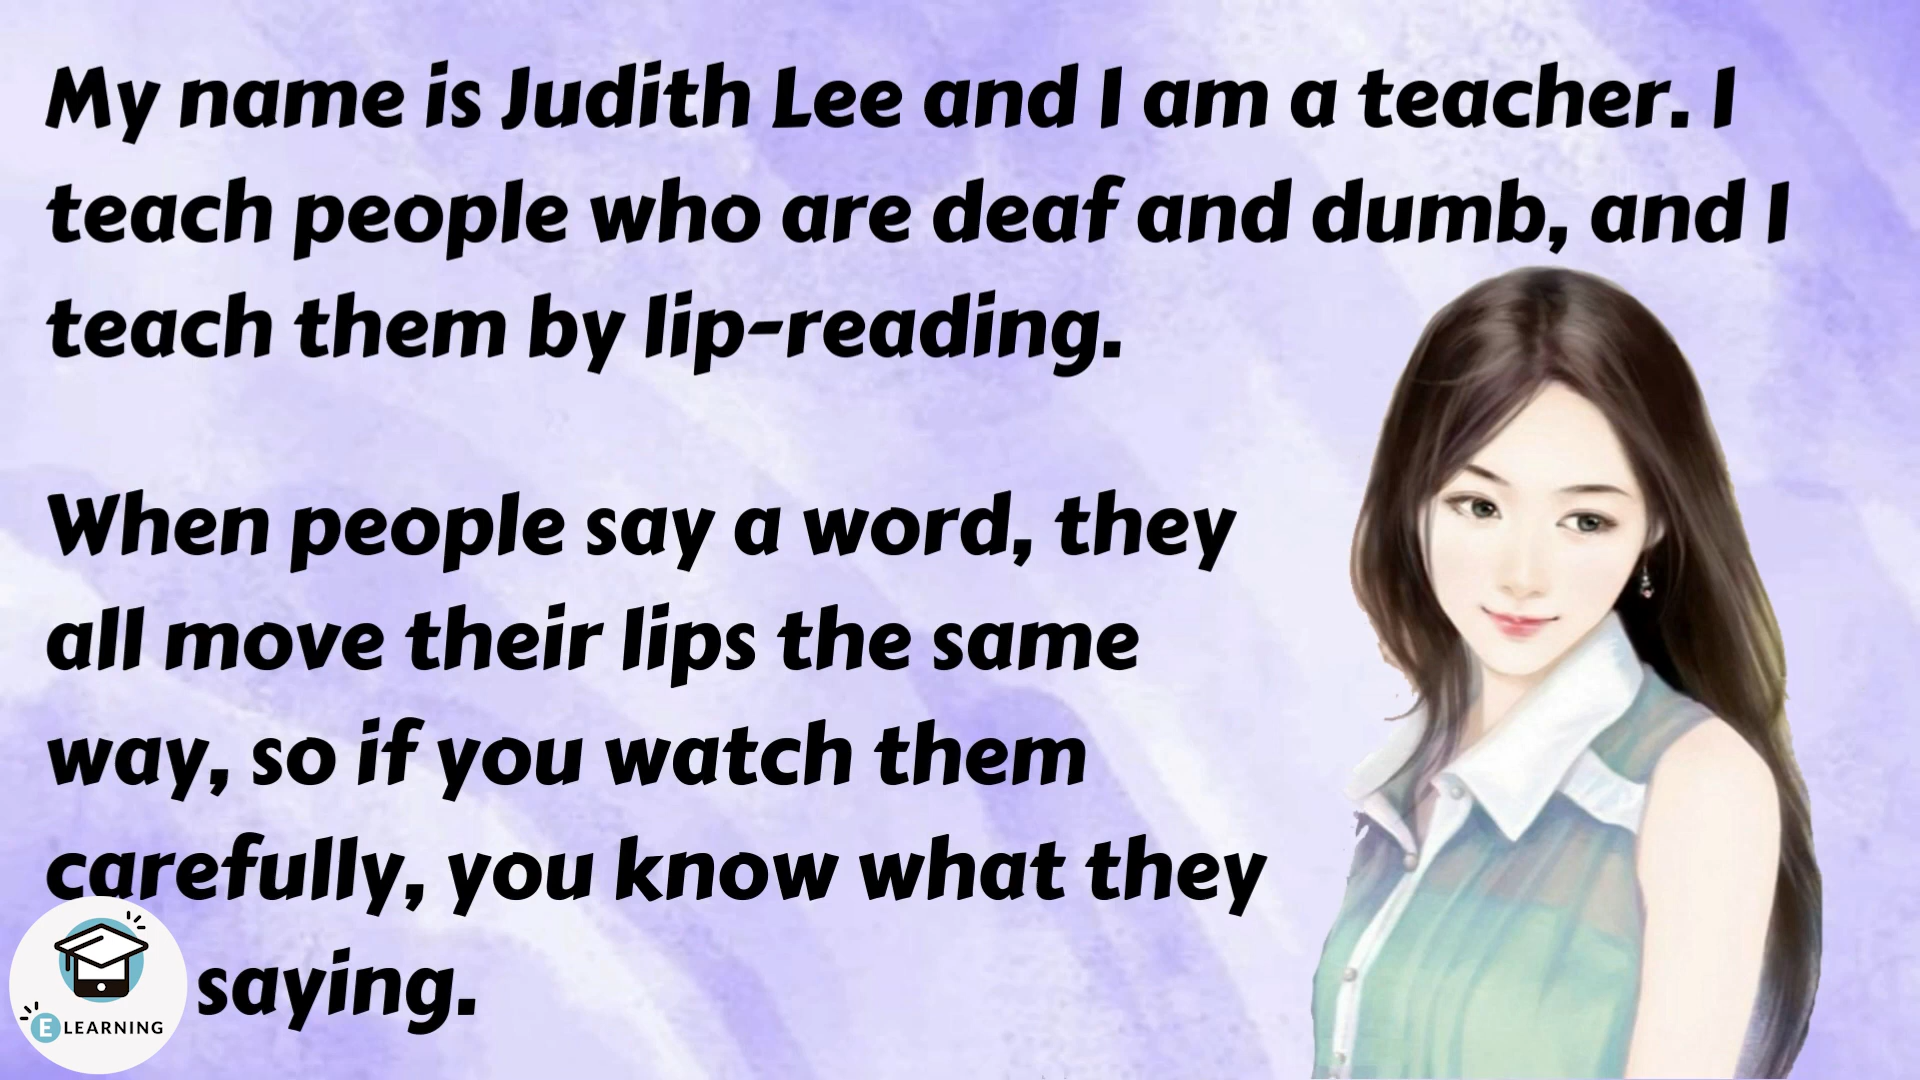 My name is Judith Lee and I am a teacher. I
teach people who are deaf and dumb, and I
teach them by lip-reading.
When people say a word, they
all move their lips the same
way, so if you watch them
carefully, you know what they
saying.
E LEARNING